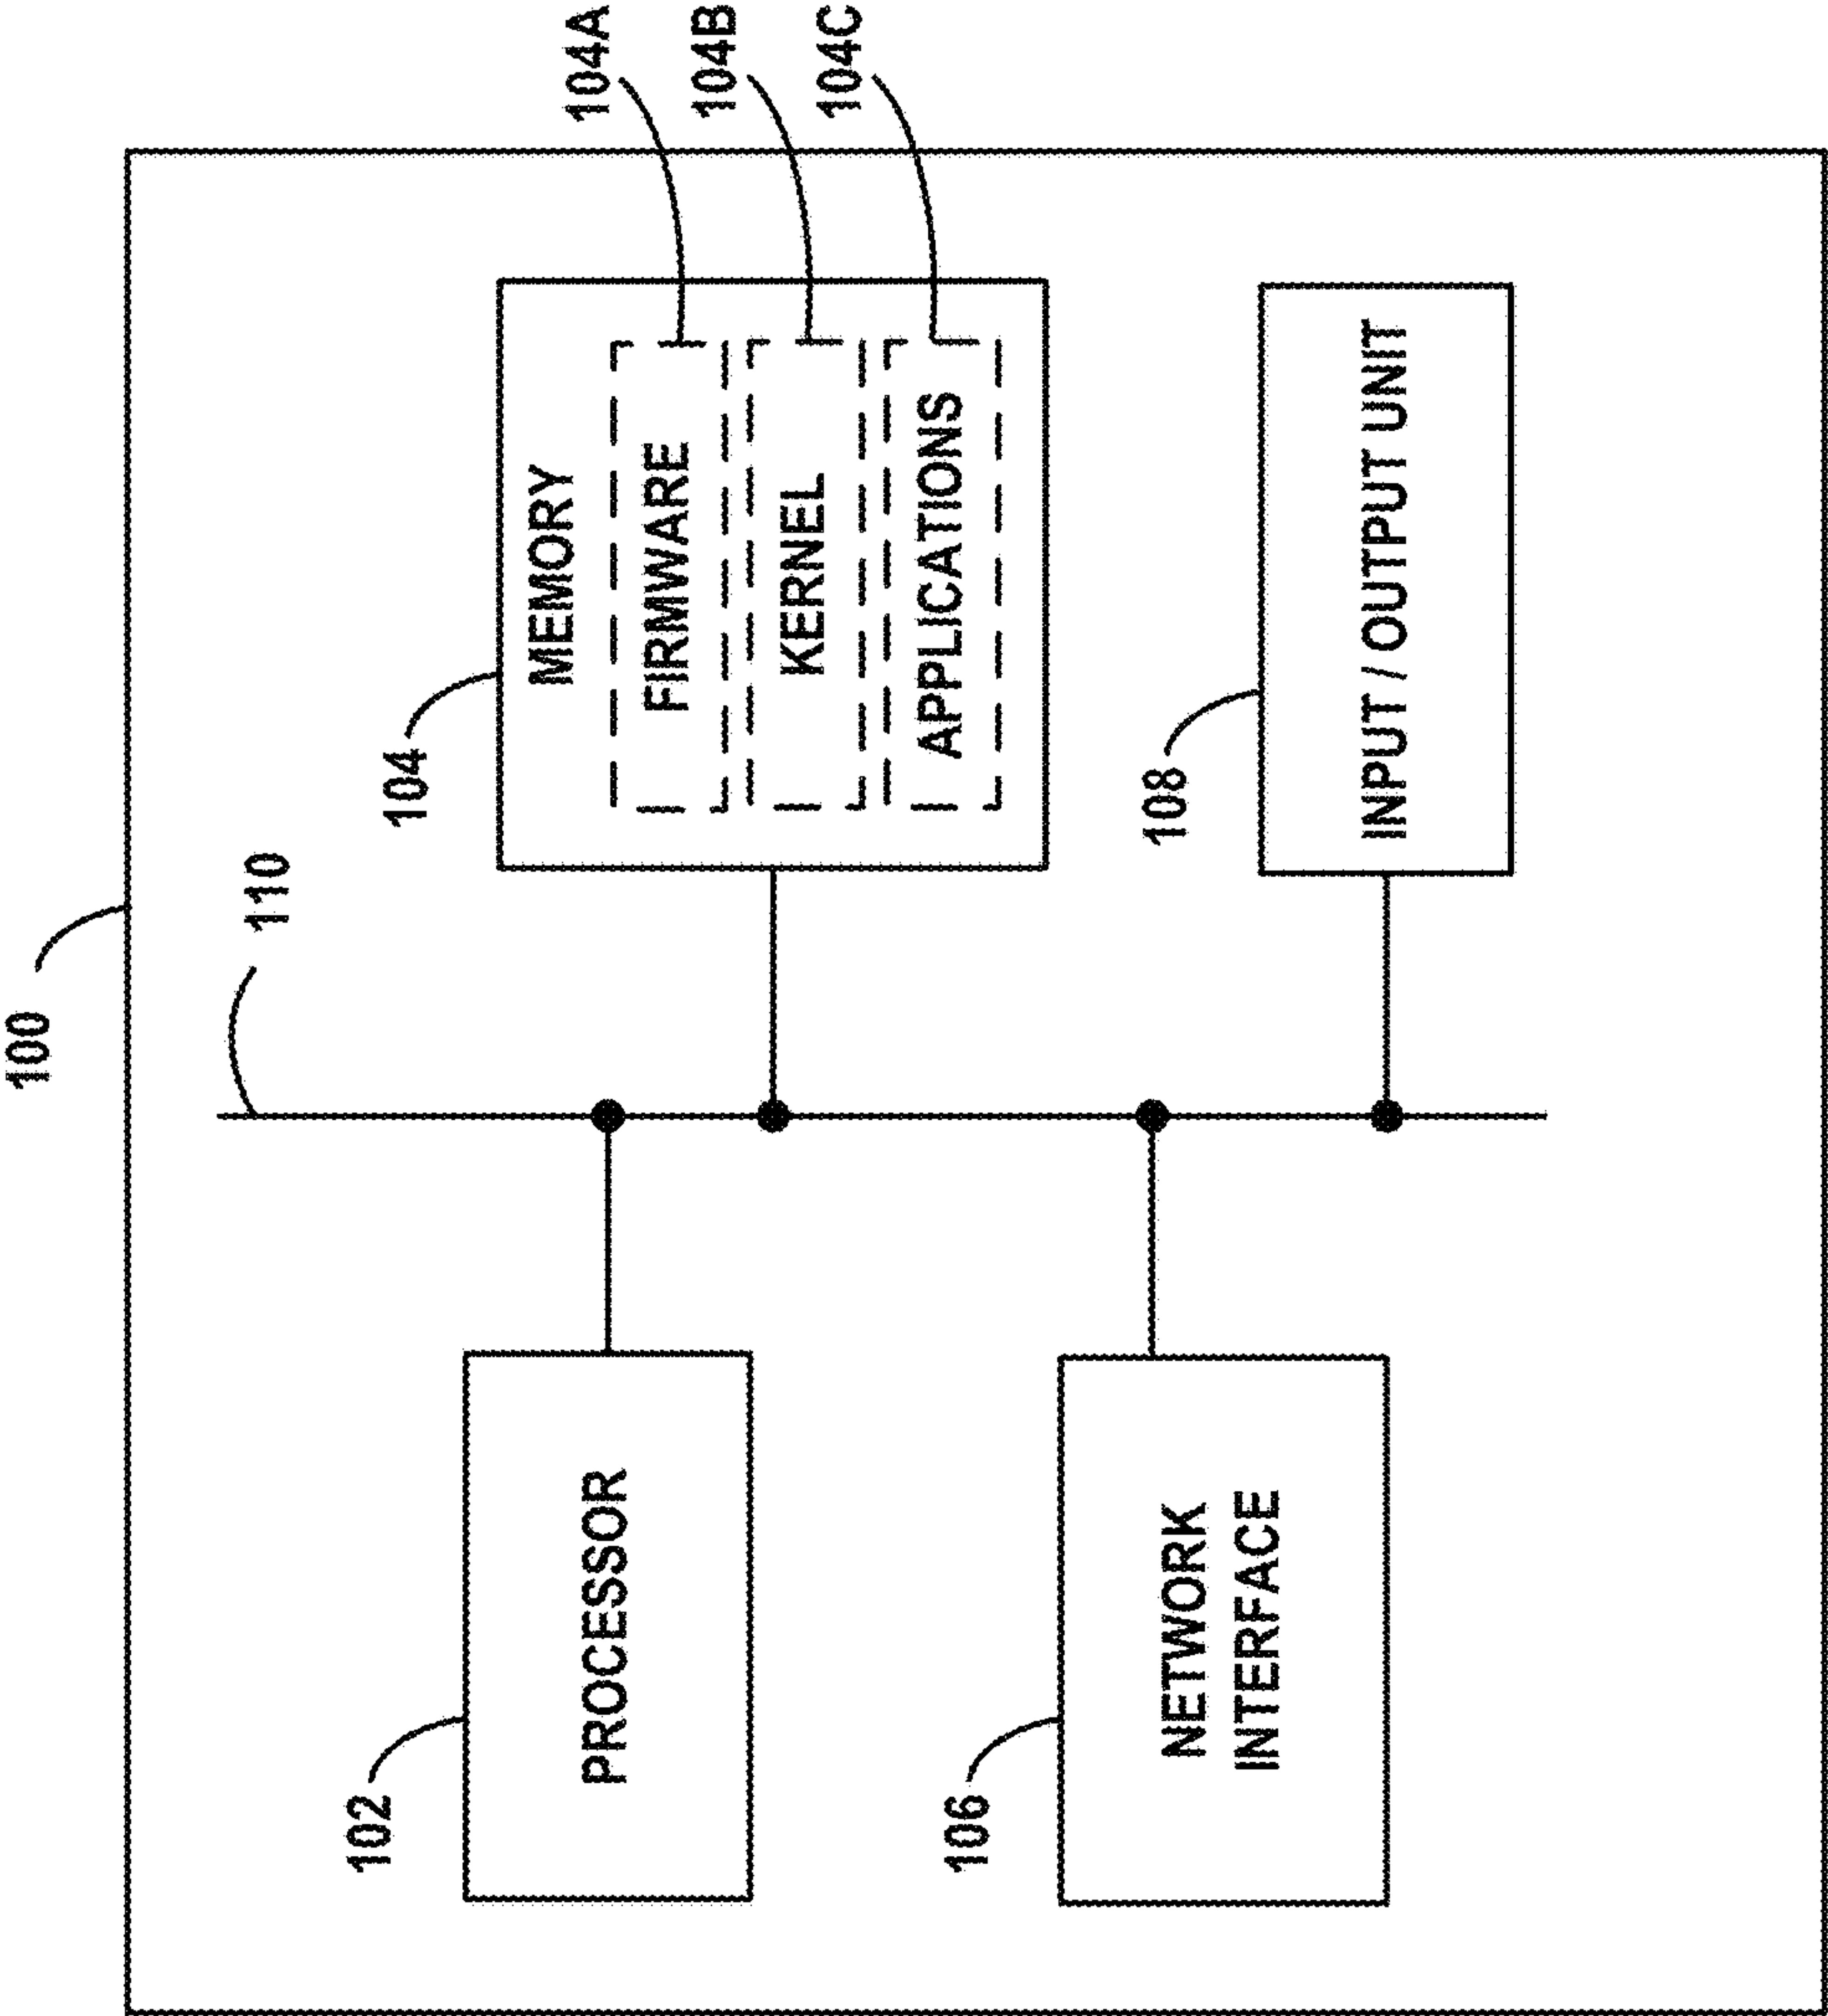 100
110
102
PROCESSOR
104
MEMORY
FIRMWARE
104A
KERNEL
104B
APPLICATIONS
104C
106
NETWORK
INTERFACE
108
INPUT / OUTPUT UNIT